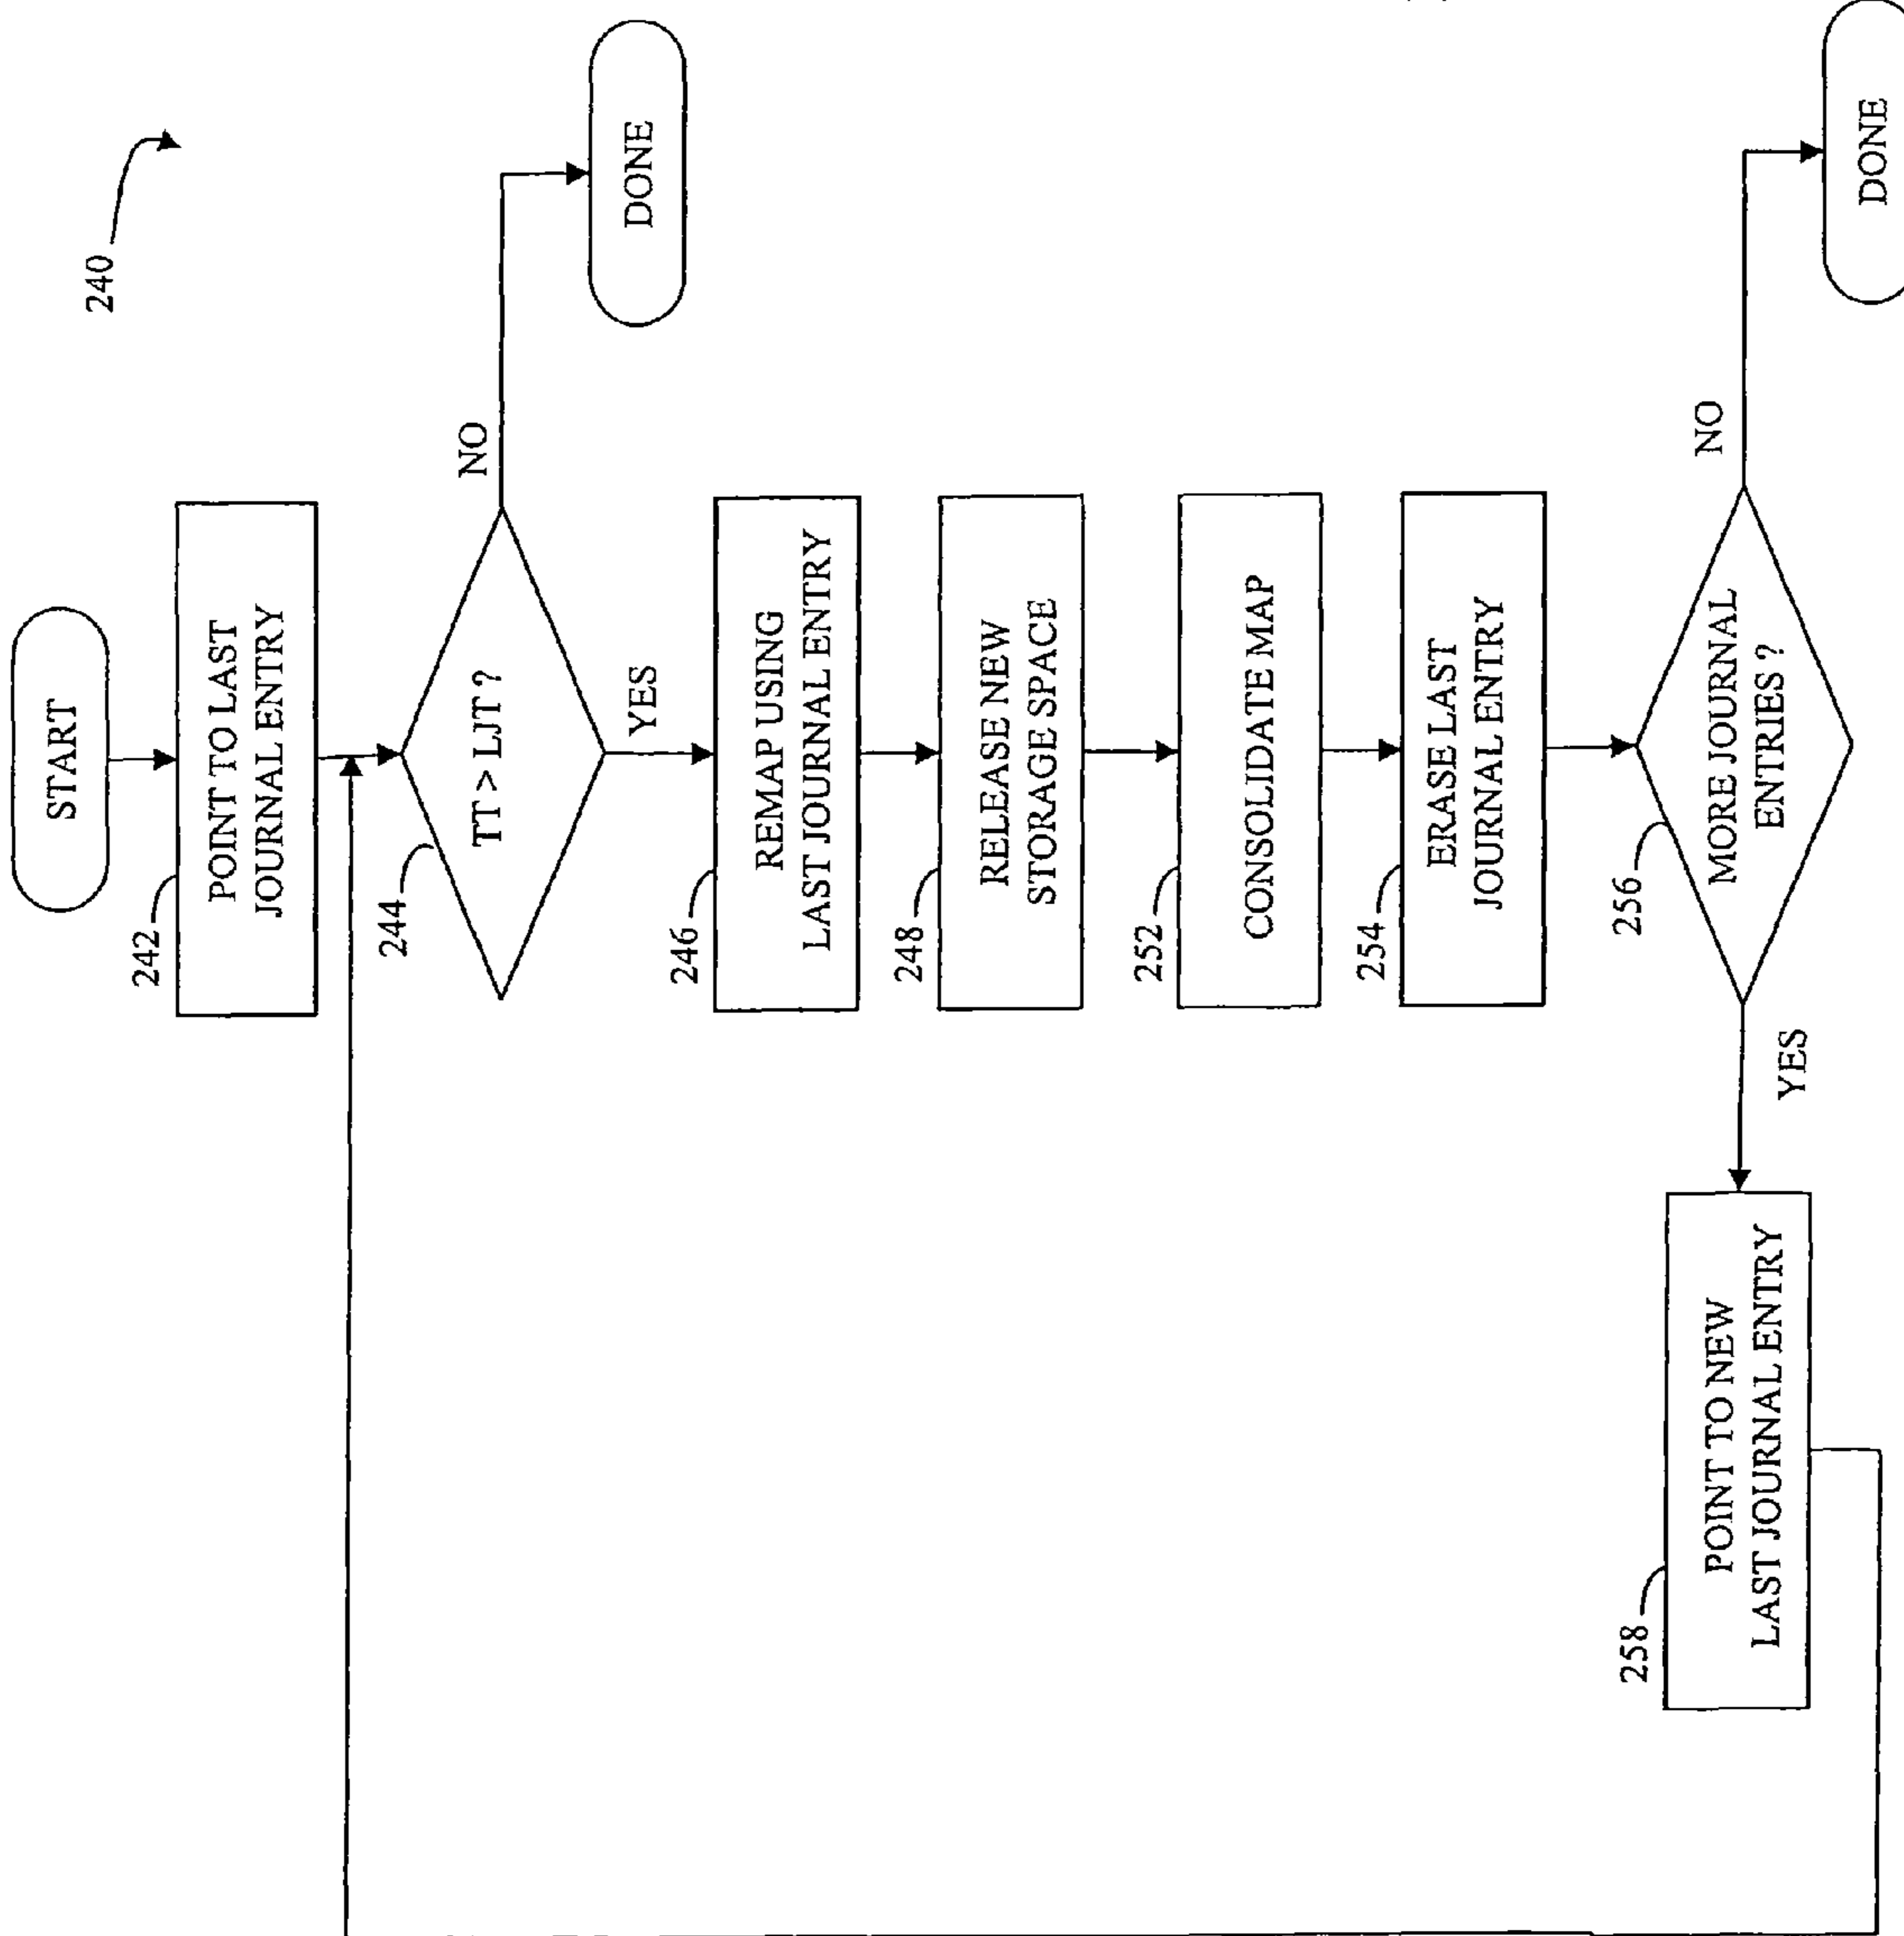 240
START
242
POINT TO LAST
JOURNAL ENTRY
244
TT > LJT ?
NO
DONE
YES
246
REMAP USING
LAST JOURNAL ENTRY
248
RELEASE NEW
STORAGE SPACE
252
CONSOLIDATE MAP
254
ERASE LAST
JOURNAL ENTRY
256
MORE JOURNAL
ENTRIES ?
NO
DONE
YES
258
POINT TO NEW
LAST JOURNAL ENTRY